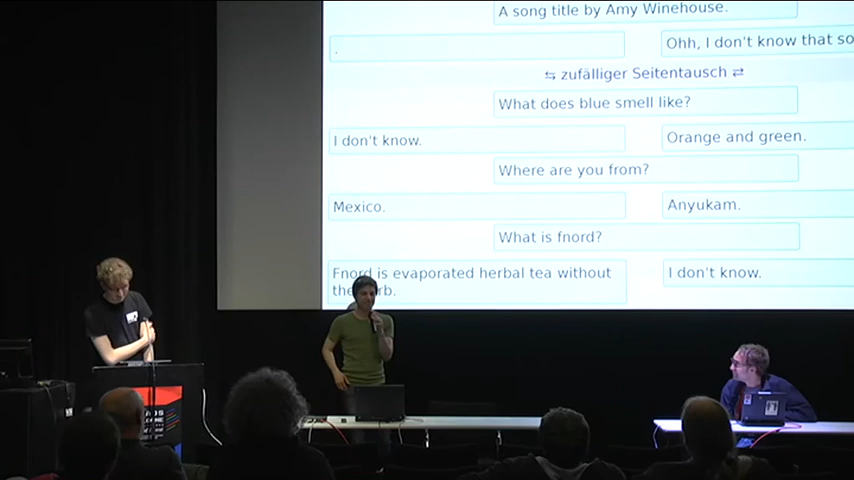 A song title by Amy Winehouse.
.
Ohh, I don't know that so
⇆ zufälliger Seitentausch ⇄
What does blue smell like?
I don't know.
Orange and green.
Where are you from?
Mexico.
Anyukam.
What is fnord?
Fnord is evaporated herbal tea without
I don't know.
the rb.